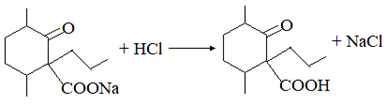 O O
+ HCl + NaCl
COONa COOH